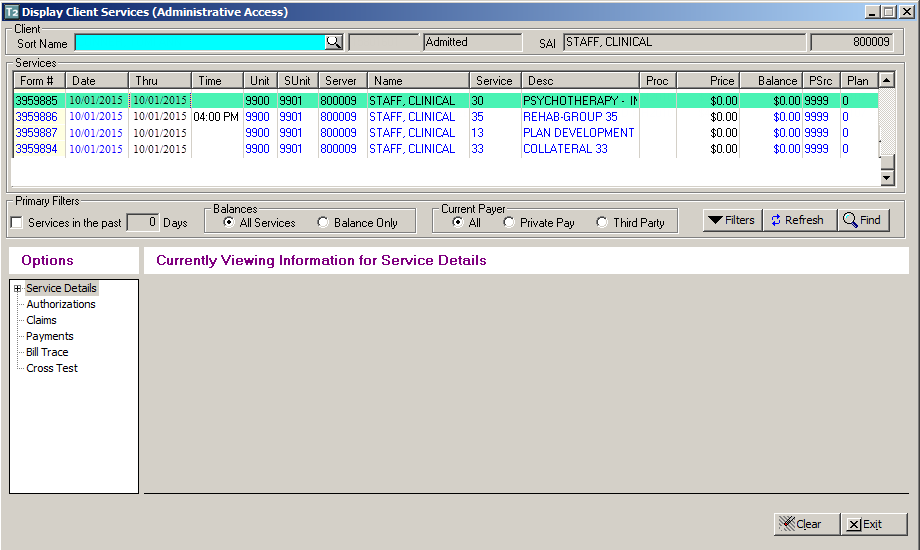 T2 Display Client Services (Administrative Access)
Client
Sort Name Admitted SAI STAFF, CLINICAL 800009
Services
Form # Date Thru Time Unit SUnit Server Name Service Desc Proc Price Balance PSrc Plan
3959885 10/01/2015 10/01/2015 9900 9901 800009 STAFF, CLINICAL 30 PSYCHOTHERAPY - IN $0.00 $0.00 9999 0
3959886 10/01/2015 10/01/2015 04:00 PM 9900 9901 800009 STAFF, CLINICAL 35 REHAB-GROUP 35 $0.00 $0.00 9999 0
3959887 10/01/2015 10/01/2015 9900 9901 800009 STAFF, CLINICAL 13 PLAN DEVELOPMENT $0.00 $0.00 9999 0
3959894 10/01/2015 10/01/2015 9900 9901 800009 STAFF, CLINICAL 33 COLLATERAL 33 $0.00 $0.00 9999 0
Primary Filters
Balances Current Payer
Services in the past 0 Days All Services Balance Only All Private Pay Third Party Filters Refresh Find
Options Currently Viewing Information for Service Details
Service Details
Authorizations
Claims
Payments
Bill Trace
Cross Test
Clear Exit